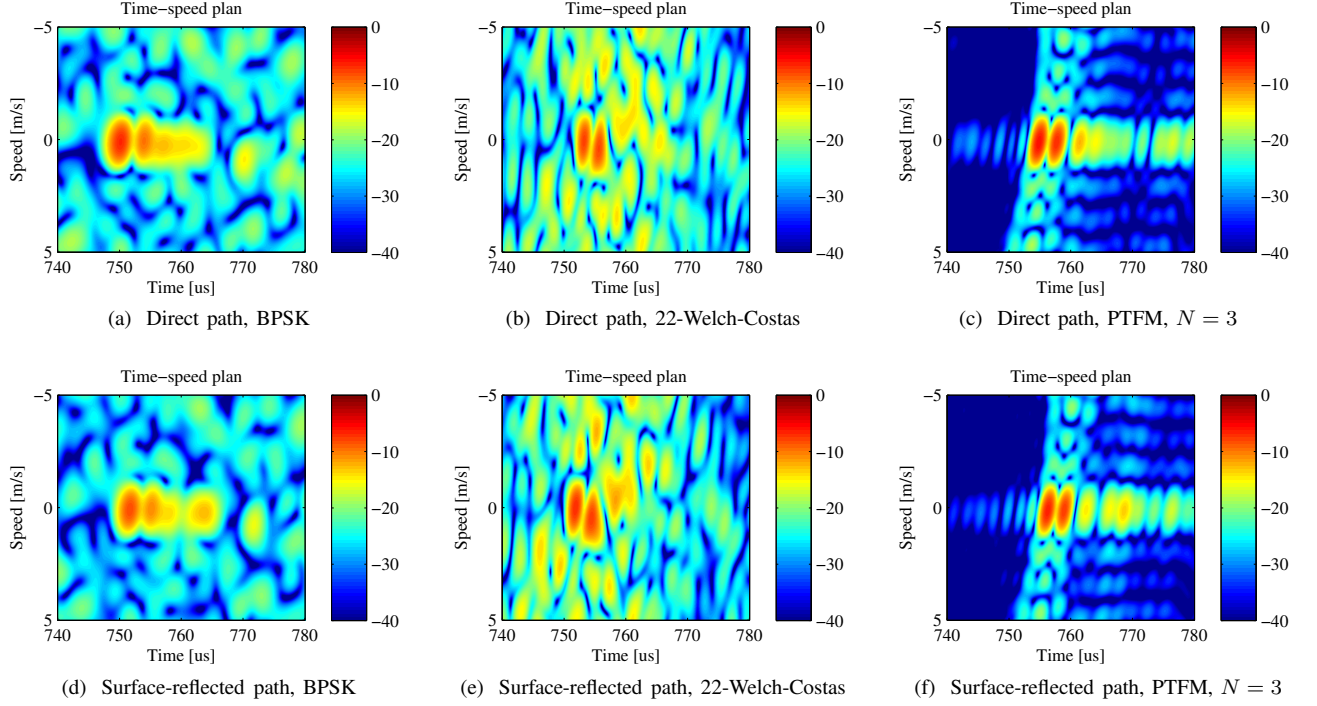 Time−speed plan
−5
0
5
Speed [m/s]
740 750 760 770 780
Time [us]
0
−10
−20
−30
−40
(a) Direct path, BPSK
Time−speed plan
−5
0
5
Speed [m/s]
740 750 760 770 780
Time [us]
0
−10
−20
−30
−40
(b) Direct path, 22-Welch-Costas
Time−speed plan
−5
0
5
Speed [m/s]
740 750 760 770 780
Time [us]
0
−10
−20
−30
−40
(c) Direct path, PTFM, N = 3
Time−speed plan
−5
0
5
Speed [m/s]
740 750 760 770 780
Time [us]
0
−10
−20
−30
−40
(d) Surface-reflected path, BPSK
Time−speed plan
−5
0
5
Speed [m/s]
740 750 760 770 780
Time [us]
0
−10
−20
−30
−40
(e) Surface-reflected path, 22-Welch-Costas
Time−speed plan
−5
0
5
Speed [m/s]
740 750 760 770 780
Time [us]
0
−10
−20
−30
−40
(f) Surface-reflected path, PTFM, N = 3